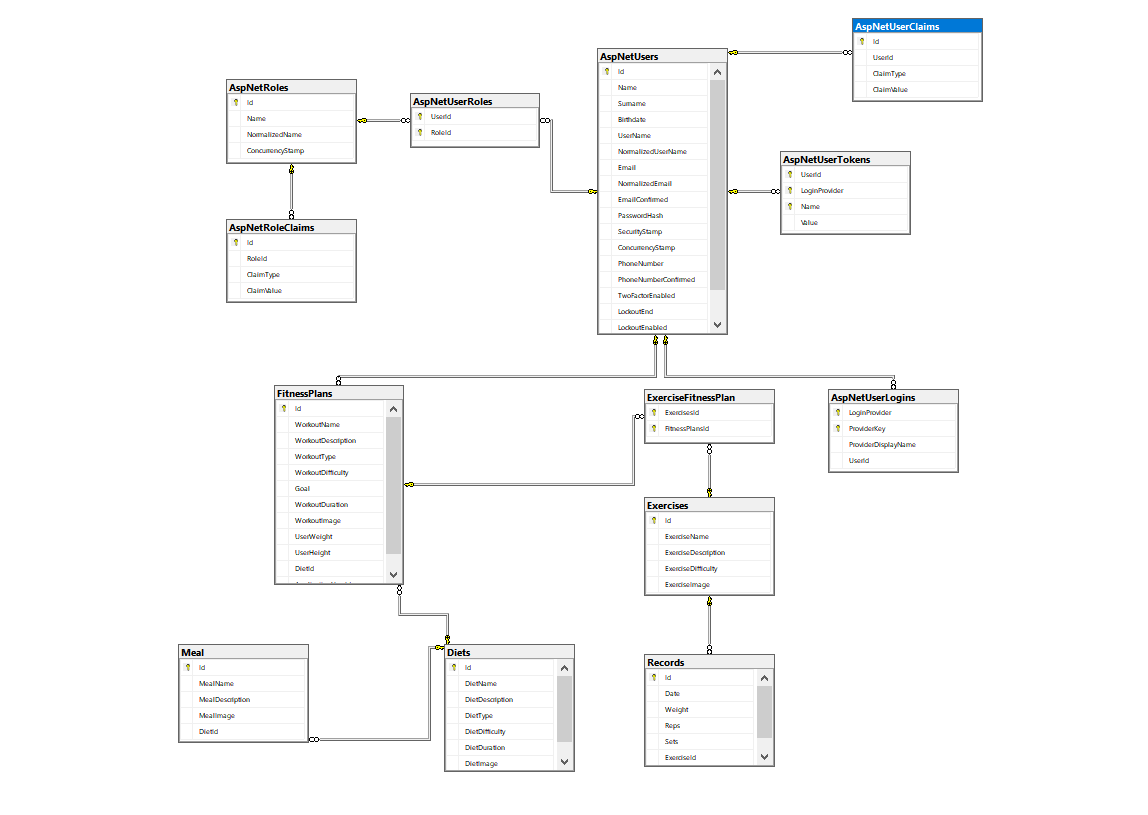 AspNetUserClaims
Id
UserId
ClaimType
ClaimValue
AspNetUsers
Id
Name
Surname
Birthdate
UserName
NormalizedUserName
Email
NormalizedEmail
EmailConfirmed
PasswordHash
SecurityStamp
ConcurrencyStamp
PhoneNumber
PhoneNumberConfirmed
TwoFactorEnabled
LockoutEnd
LockoutEnabled
AspNetRoles
Id
Name
NormalizedName
ConcurrencyStamp
AspNetUserRoles
UserId
RoleId
AspNetUserTokens
UserId
LoginProvider
Name
Value
AspNetRoleClaims
Id
RoleId
ClaimType
ClaimValue
FitnessPlans
Id
WorkoutName
WorkoutDescription
WorkoutType
WorkoutDifficulty
Goal
WorkoutDuration
WorkoutImage
UserWeight
UserHeight
DietId
ExerciseFitnessPlan
ExercisesId
FitnessPlansId
AspNetUserLogins
LoginProvider
ProviderKey
ProviderDisplayName
UserId
Exercises
Id
ExerciseName
ExerciseDescription
ExerciseDifficulty
ExerciseImage
Meal
Id
MealName
MealDescription
MealImage
DietId
Diets
Id
DietName
DietDescription
DietType
DietDifficulty
DietDuration
DietImage
Records
Id
Date
Weight
Reps
Sets
ExerciseId